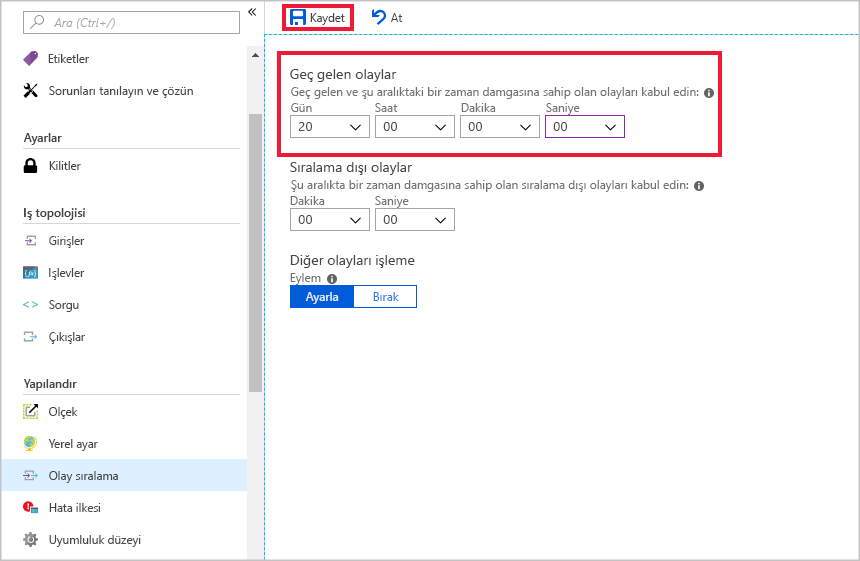 Ara (Ctrl+/)
«
Etiketler
Sorunları tanılayın ve çözün
Ayarlar
Kilitler
Iş topolojisi
Girişler
Işlevler
Sorgu
Çıkışlar
Yapılandır
Olçek
Yerel ayar
Olay sıralama
Hata ilkesi
Uyumluluk düzeyi
Kaydet At
Geç gelen olaylar
Geç gelen ve şu aralıktaki bir zaman damgasına sahip olan olayları kabul edin:
Gün Saat Dakika Saniye
20 00 00 00
Sıralama dışı olaylar
Şu aralıkta bir zaman damgasına sahip olan sıralama dışı olayları kabul edin:
Dakika Saniye
00 00
Diğer olayları işleme
Eylem
Ayarla Bırak